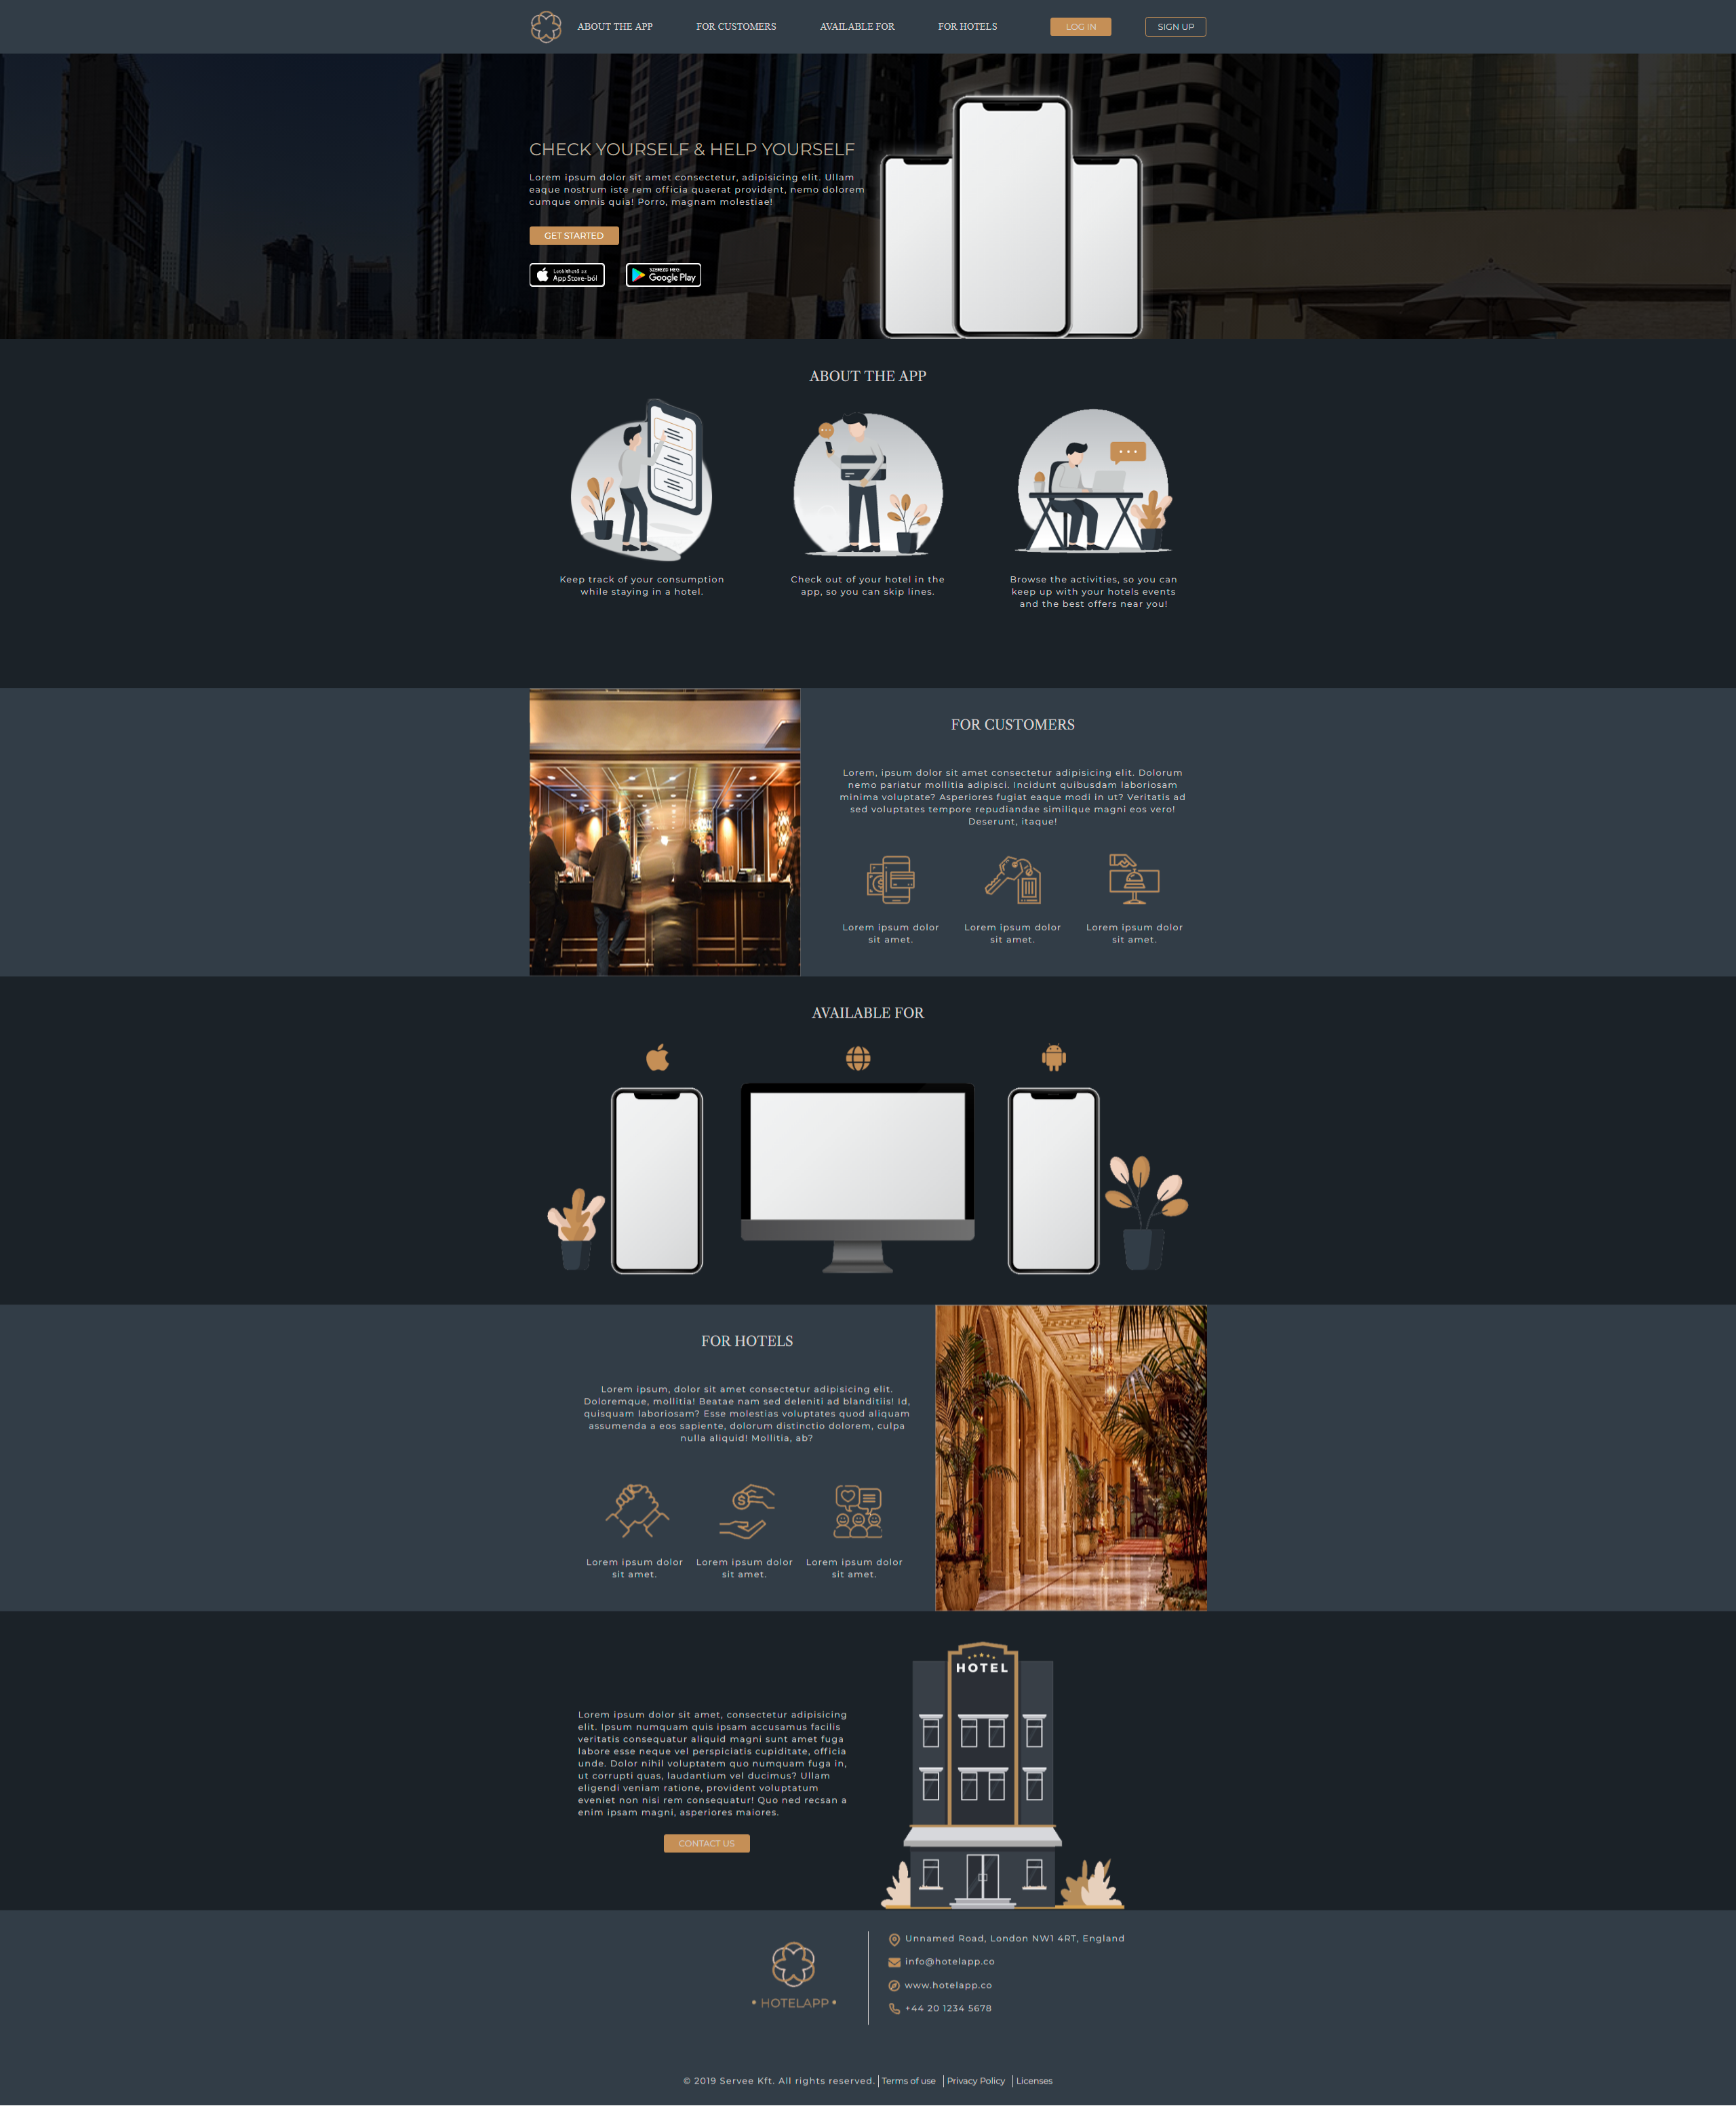 ABOUT THE APP
FOR CUSTOMERS
AVAILABLE FOR
FOR HOTELS
LOG IN
SIGN UP
CHECK YOURSELF & HELP YOURSELF
Lorem ipsum dolor sit amet consectetur, adipisicing elit. Ullam
eaque nostrum iste rem officia quaerat provident, nemo dolorem
cumque omnis quia! Porro, magnam molestiae!
GET STARTED
Letölthető az
App Store-ból
SZEREZD MEG:
Google Play
ABOUT THE APP
Keep track of your consumption
while staying in a hotel.
Check out of your hotel in the
app, so you can skip lines.
Browse the activities, so you can
keep up with your hotels events
and the best offers near you!
FOR CUSTOMERS
Lorem, ipsum dolor sit amet consectetur adipisicing elit. Dolorum
nemo pariatur mollitia adipisci. Incidunt quibusdam laboriosam
minima voluptate? Asperiores fugiat eaque modi in ut? Veritatis ad
sed voluptates tempore repudiandae similique magni eos vero!
Deserunt, itaque!
Lorem ipsum dolor
sit amet.
Lorem ipsum dolor
sit amet.
Lorem ipsum dolor
sit amet.
AVAILABLE FOR
FOR HOTELS
Lorem ipsum, dolor sit amet consectetur adipisicing elit.
Doloremque, mollitia! Beatae nam sed deleniti ad blanditiis! Id,
quisquam laboriosam? Esse molestias voluptates quod aliquam
assumenda a eos sapiente, dolorum distinctio dolorem, culpa
nulla aliquid! Mollitia, ab?
Lorem ipsum dolor
sit amet.
Lorem ipsum dolor
sit amet.
Lorem ipsum dolor
sit amet.
HOTEL
Lorem ipsum dolor sit amet, consectetur adipisicing
elit. Ipsum numquam quis ipsam accusamus facilis
veritatis consequatur aliquid magni sunt amet fuga
labore esse neque vel perspiciatis cupiditate, officia
unde. Dolor nihil voluptatem quo numquam fuga in,
ut corrupti quas, laudantium vel ducimus? Ullam
eligendi veniam ratione, provident voluptatum
eveniet non nisi rem consequatur! Quo ned recsan a
enim ipsam magni, asperiores maiores.
CONTACT US
• HOTELAPP •
Unnamed Road, London NW1 4RT, England
info@hotelapp.co
www.hotelapp.co
+44 20 1234 5678
© 2019 Servee Kft. All rights reserved. | Terms of use | Privacy Policy | Licenses